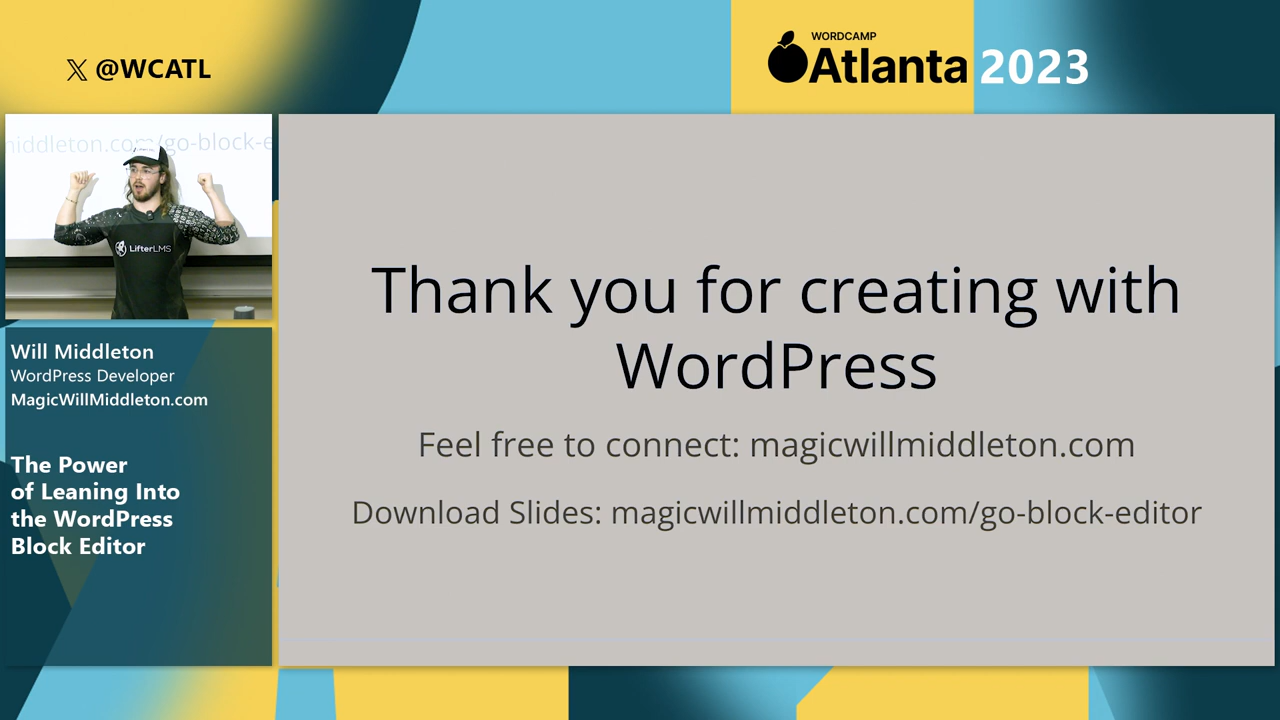 𝕏 @WCATL
WORDCAMP
Atlanta 2023
middleton.com/go-block-e
LifterLMS
Will Middleton
WordPress Developer
MagicWillMiddleton.com
The Power
of Leaning Into
the WordPress
Block Editor
Thank you for creating with
WordPress
Feel free to connect: magicwillmiddleton.com
Download Slides: magicwillmiddleton.com/go-block-editor